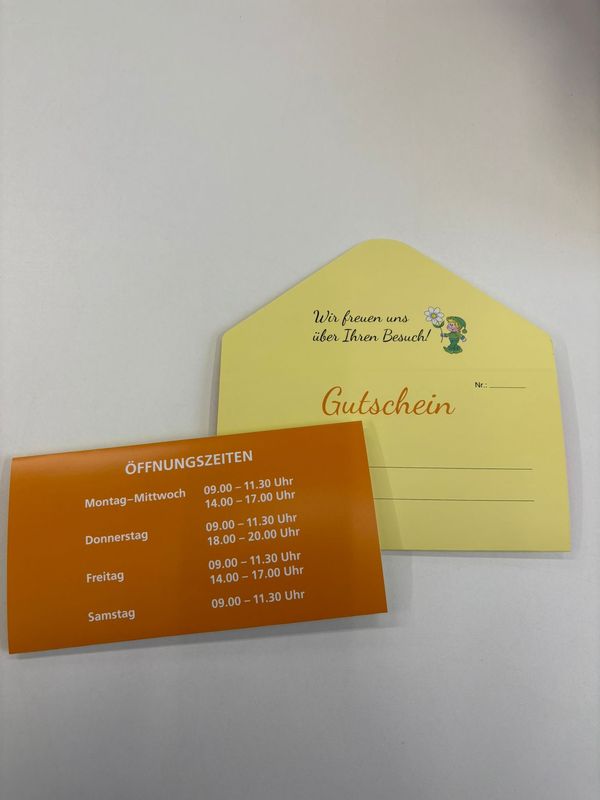 Wir freuen uns
über Ihren Besuch!
Nr.:
Gutschein
ÖFFNUNGSZEITEN
Montag–Mittwoch 09.00 – 11.30 Uhr
14.00 – 17.00 Uhr
Donnerstag 09.00 – 11.30 Uhr
18.00 – 20.00 Uhr
Freitag 09.00 – 11.30 Uhr
14.00 – 17.00 Uhr
Samstag 09.00 – 11.30 Uhr